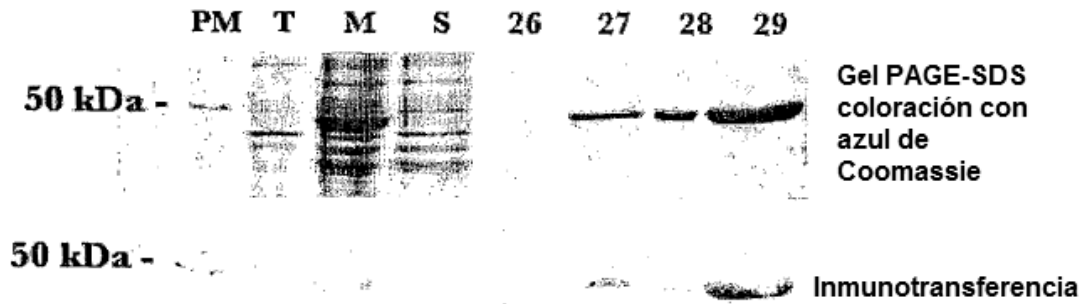 PM T M S 26 27 28 29
50 kDa -
Gel PAGE-SDS
coloración con
azul de
Coomassie
50 kDa -
Inmunotransferencia